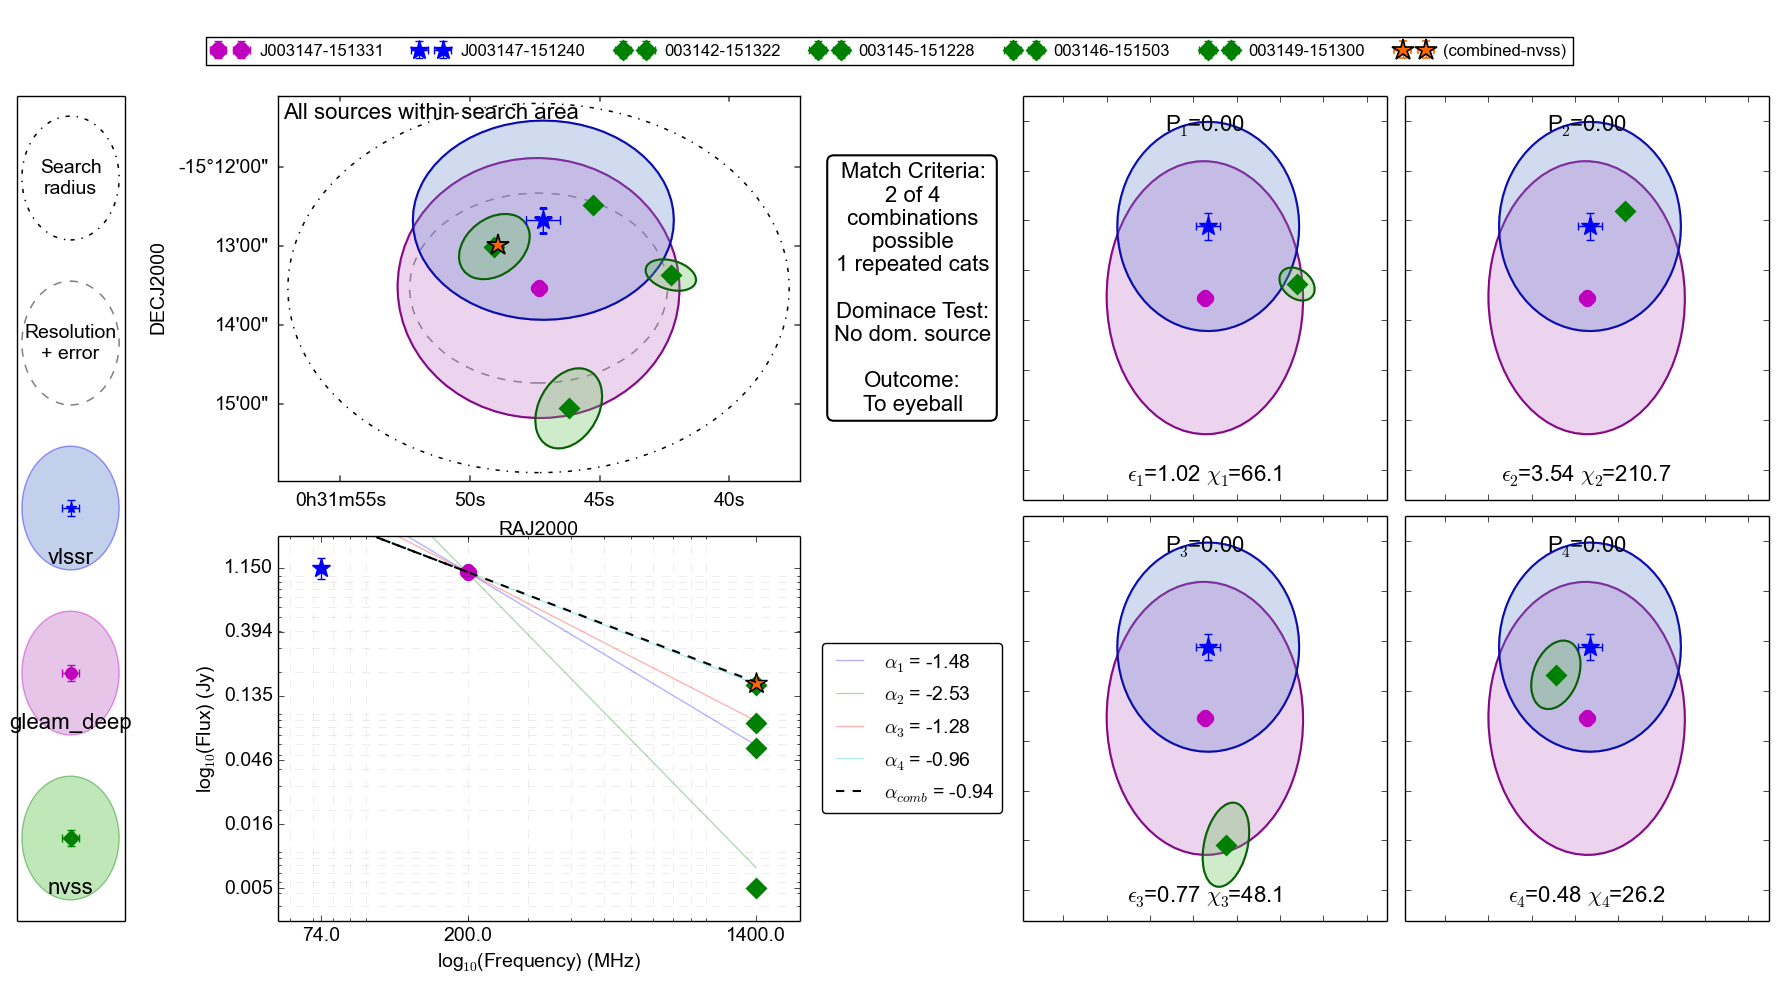 J003147-151331 J003147-151240 003142-151322 003145-151228 003146-151503 003149-151300 (combined-nvss)
Search
radius
Resolution
+ error
vlssr
gleam_deep
nvss
All sources within search area
DECJ2000
-15°12'00"
13'00"
14'00"
15'00"
0h31m55s 50s 45s 40s
RAJ2000
Match Criteria:
2 of 4
combinations
possible
1 repeated cats
Dominace Test:
No dom. source
Outcome:
To eyeball
P1=0.00
ϵ1=1.02 χ1=66.1
P2=0.00
ϵ2=3.54 χ2=210.7
log10(Flux) (Jy)
1.150
0.394
0.135
0.046
0.016
0.005
74.0 200.0 1400.0
log10(Frequency) (MHz)
α1 = -1.48
α2 = -2.53
α3 = -1.28
α4 = -0.96
αcomb = -0.94
P3=0.00
ϵ3=0.77 χ3=48.1
P4=0.00
ϵ4=0.48 χ4=26.2